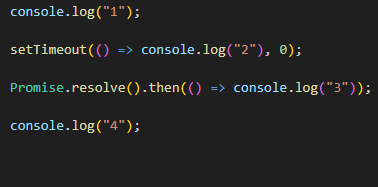 console.log("1");
setTimeout(() => console.log("2"), 0);
Promise.resolve().then(() => console.log("3"));
console.log("4");